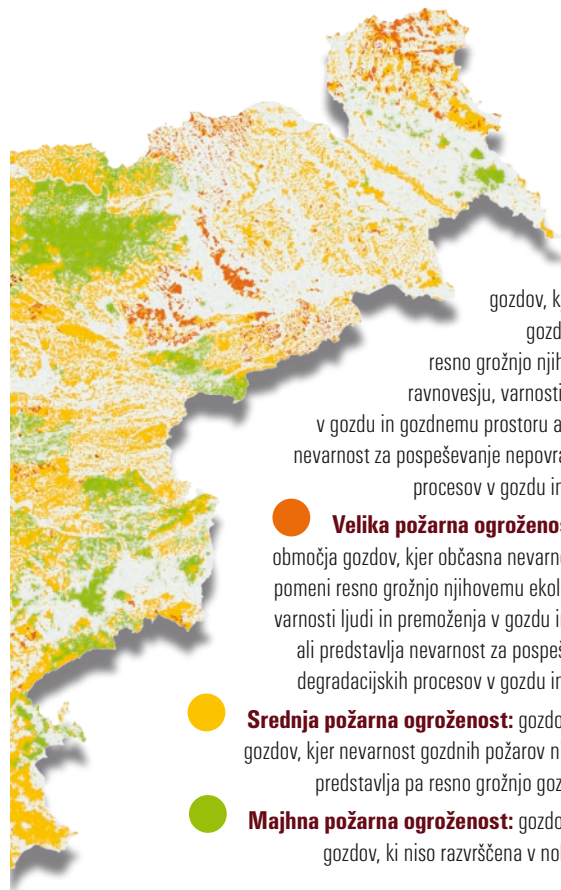 gozdov, k
gozd
resno grožnjo njih
ravnovesju, varnosti
v gozdu in gozdnemu prostoru a
nevarnost za pospeševanje nepovra
procesov v gozdu in
Velika požarna ogroženos
območja gozdov, kjer občasna nevarno
pomeni resno grožnjo njihovemu ekol
varnosti ljudi in premoženja v gozdu in
ali predstavlja nevarnost za pospeš
degradacijskih procesov v gozdu in
Srednja požarna ogroženost: gozdo
gozdov, kjer nevarnost gozdnih požarov ni
predstavlja pa resno grožnjo goz
Majhna požarna ogroženost: gozdo
gozdov, ki niso razvrščena v nob